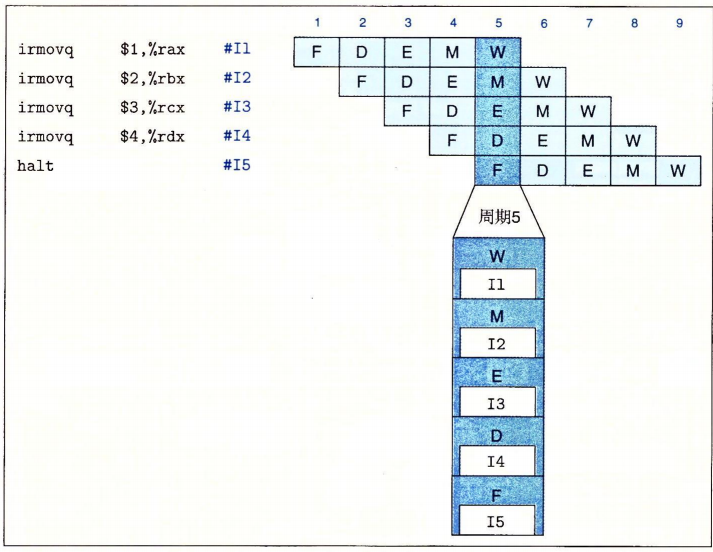 1 2 3 4 5 6 7 8 9
irmovq $1,%rax #I1 F D E M W
irmovq $2,%rbx #I2 F D E M W
irmovq $3,%rcx #I3 F D E M W
irmovq $4,%rdx #I4 F D E M W
halt #I5 F D E M W
周期5
W
I1
M
I2
E
I3
D
I4
F
I5